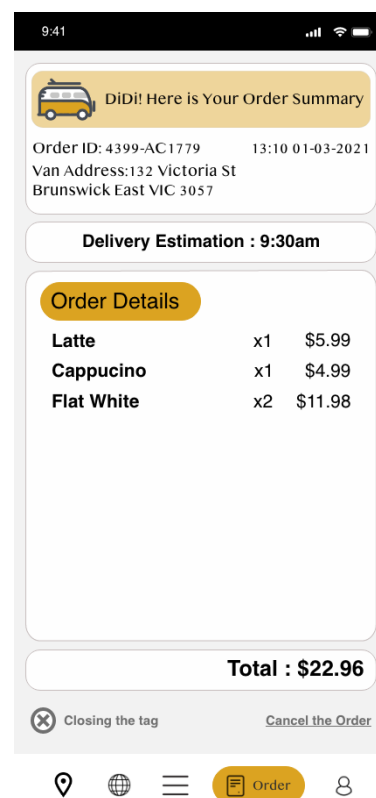 9:41
DiDi! Here is Your Order Summary
Order ID: 4399-AC1779 13:10 01-03-2021
Van Address:132 Victoria St
Brunswick East VIC 3057
Delivery Estimation : 9:30am
Order Details
Latte x1 $5.99
Cappucino x1 $4.99
Flat White x2 $11.98
Total : $22.96
Closing the tag Cancel the Order
Order